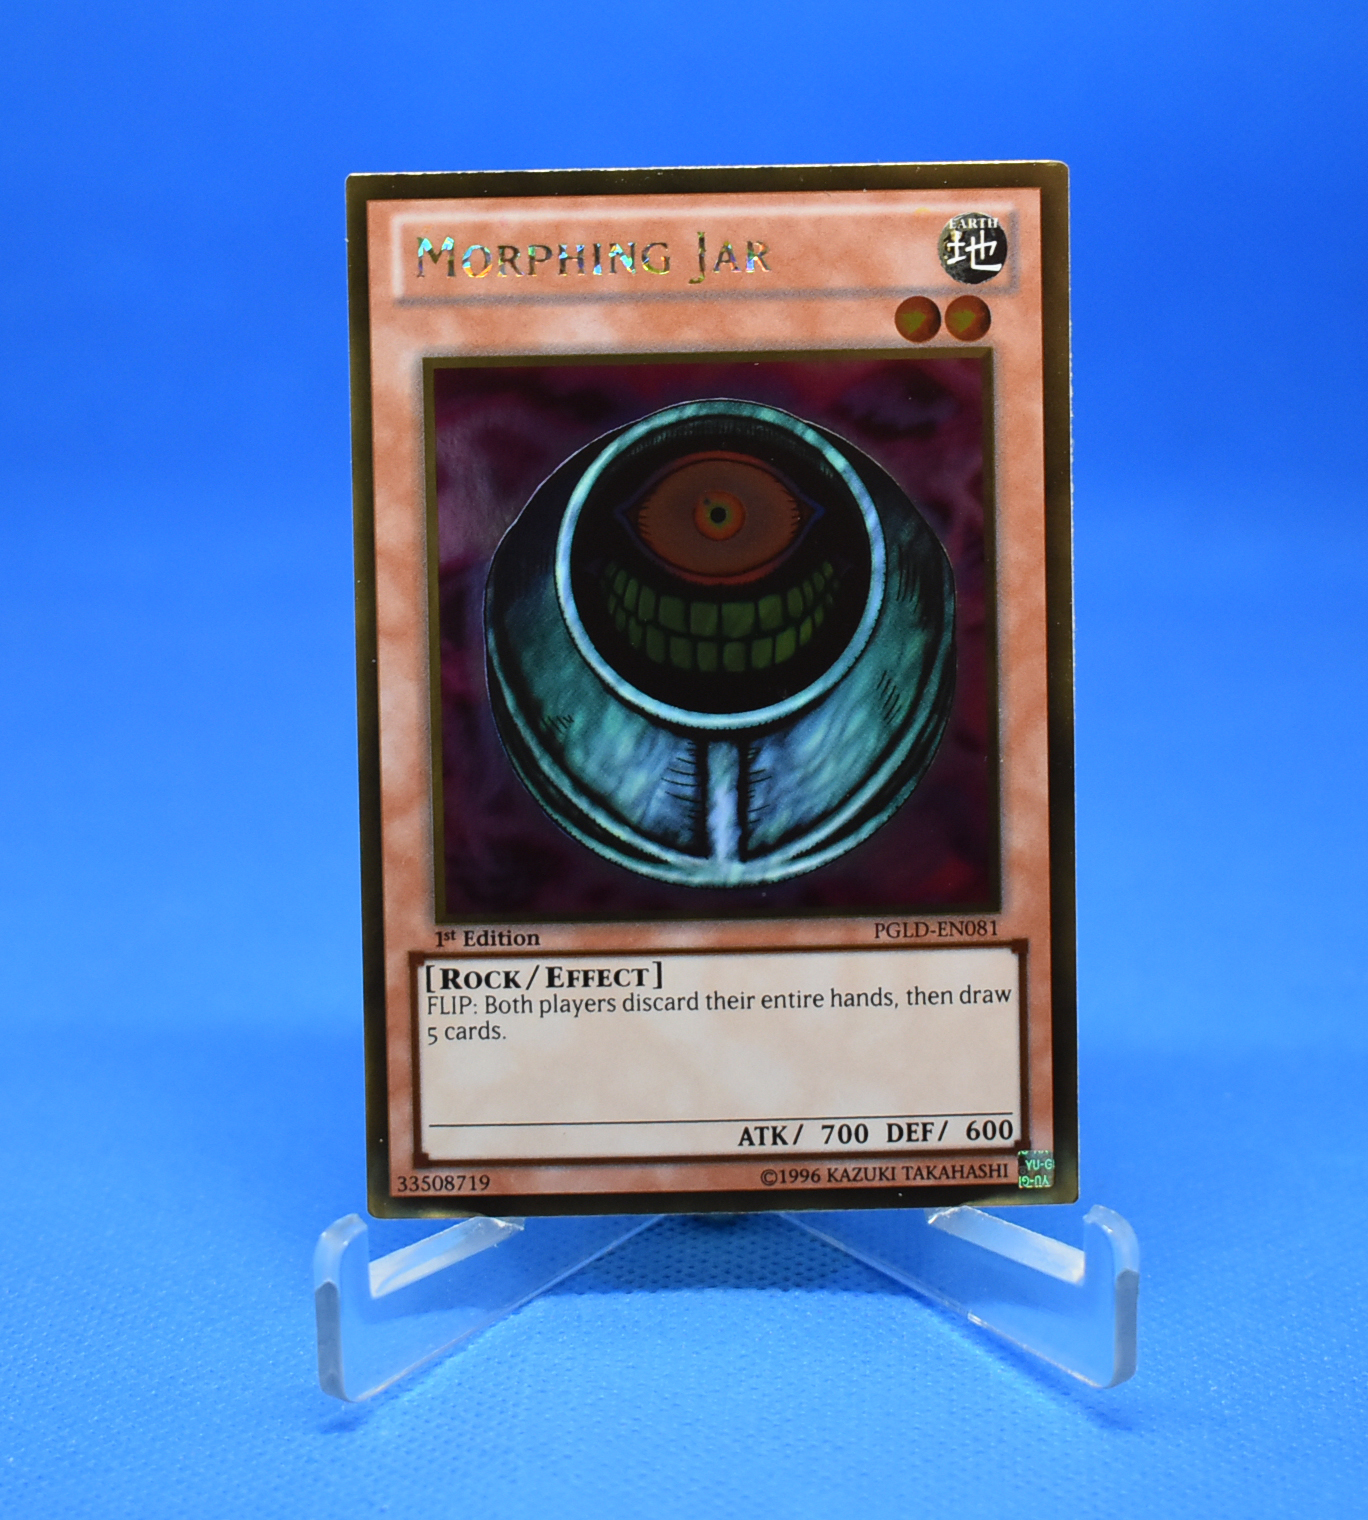 MORPHING JAR
EARTH
地
1st Edition
PGLD-EN081
[ROCK/EFFECT]
FLIP: Both players discard their entire hands, then draw
5 cards.
ATK/ 700 DEF/ 600
33508719
©1996 KAZUKI TAKAHASHI
YU-G